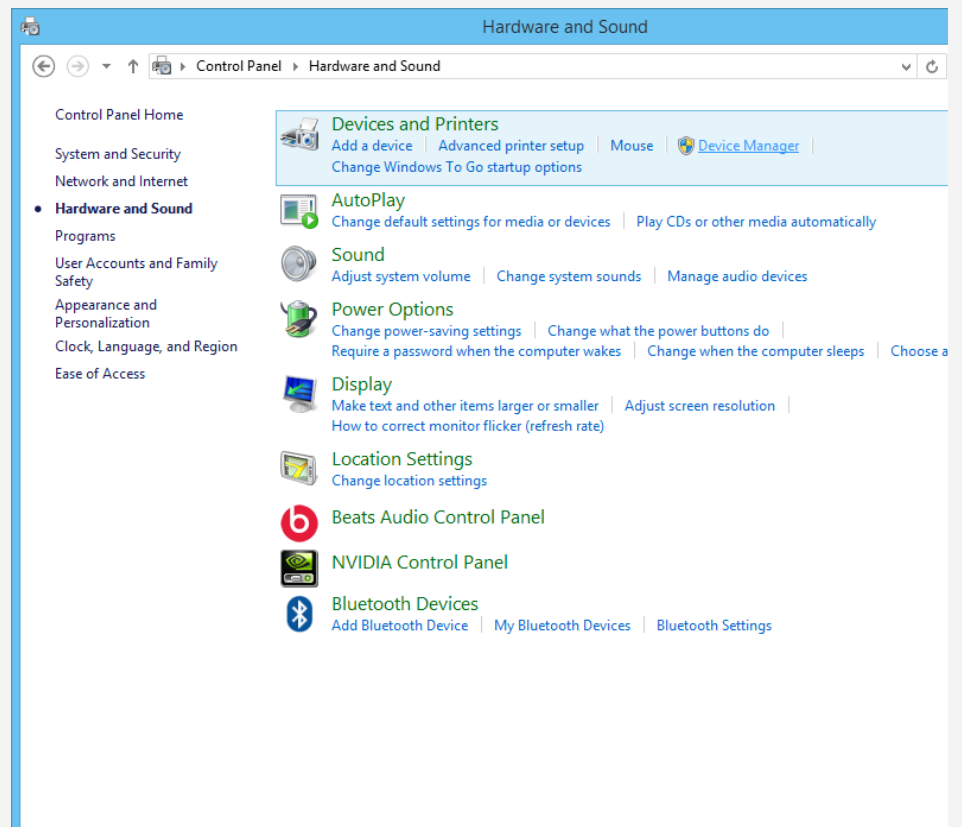 Hardware and Sound
Control Panel Hardware and Sound
Control Panel Home
System and Security
Network and Internet
Hardware and Sound
Programs
User Accounts and Family
Safety
Appearance and
Personalization
Clock, Language, and Region
Ease of Access
Devices and Printers
Add a device Advanced printer setup Mouse Device Manager
Change Windows To Go startup options
AutoPlay
Change default settings for media or devices Play CDs or other media automatically
Sound
Adjust system volume Change system sounds Manage audio devices
Power Options
Change power-saving settings Change what the power buttons do
Require a password when the computer wakes Change when the computer sleeps Choose a
Display
Make text and other items larger or smaller Adjust screen resolution
How to correct monitor flicker (refresh rate)
Location Settings
Change location settings
Beats Audio Control Panel
NVIDIA Control Panel
Bluetooth Devices
Add Bluetooth Device My Bluetooth Devices Bluetooth Settings